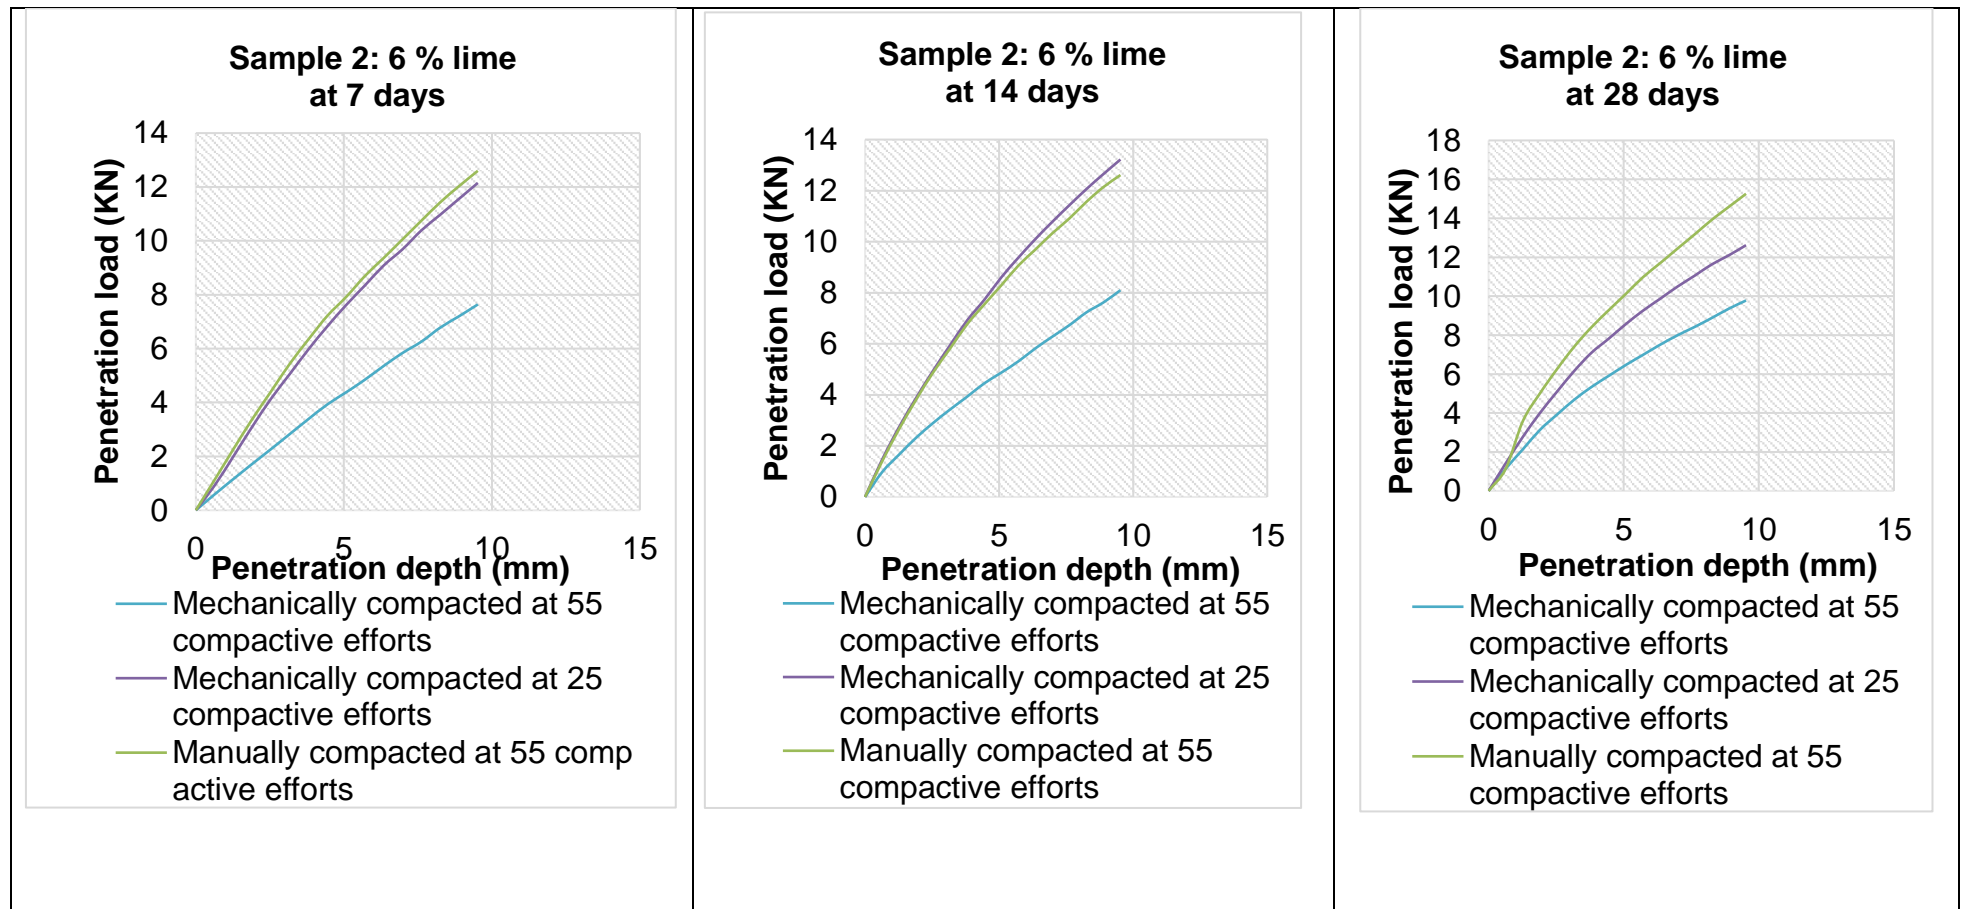 Sample 2: 6 % lime
at 7 days
14
12
10
8
6
4
2
0
0 5 10 15
Penetration load (KN)
Penetration depth (mm)
Mechanically compacted at 55
compactive efforts
Mechanically compacted at 25
compactive efforts
Manually compacted at 55 comp
active efforts
Sample 2: 6 % lime
at 14 days
14
12
10
8
6
4
2
0
0 5 10 15
Penetration load (KN)
Penetration depth (mm)
Mechanically compacted at 55
compactive efforts
Mechanically compacted at 25
compactive efforts
Manually compacted at 55
compactive efforts
Sample 2: 6 % lime
at 28 days
18
16
14
12
10
8
6
4
2
0
0 5 10 15
Penetration load (KN)
Penetration depth (mm)
Mechanically compacted at 55
compactive efforts
Mechanically compacted at 25
compactive efforts
Manually compacted at 55
compactive efforts